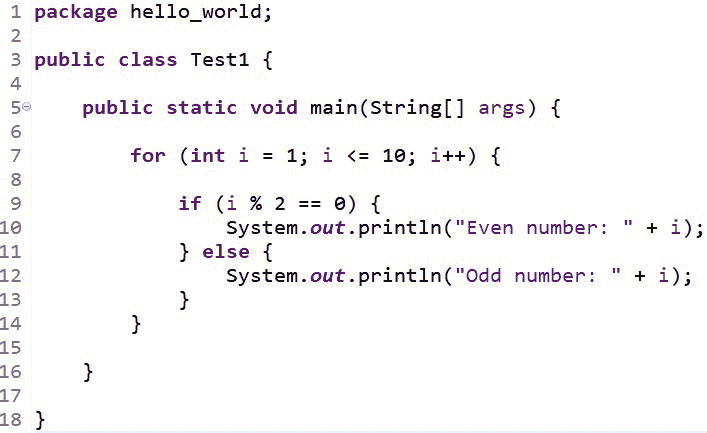 1 package hello_world;
2
3 public class Test1 {
4
5 public static void main(String[] args) {
6
7 for (int i = 1; i <= 10; i++) {
8
9 if (i % 2 == 0) {
10 System.out.println("Even number: " + i);
11 } else {
12 System.out.println("Odd number: " + i);
13 }
14 }
15
16 }
17
18 }